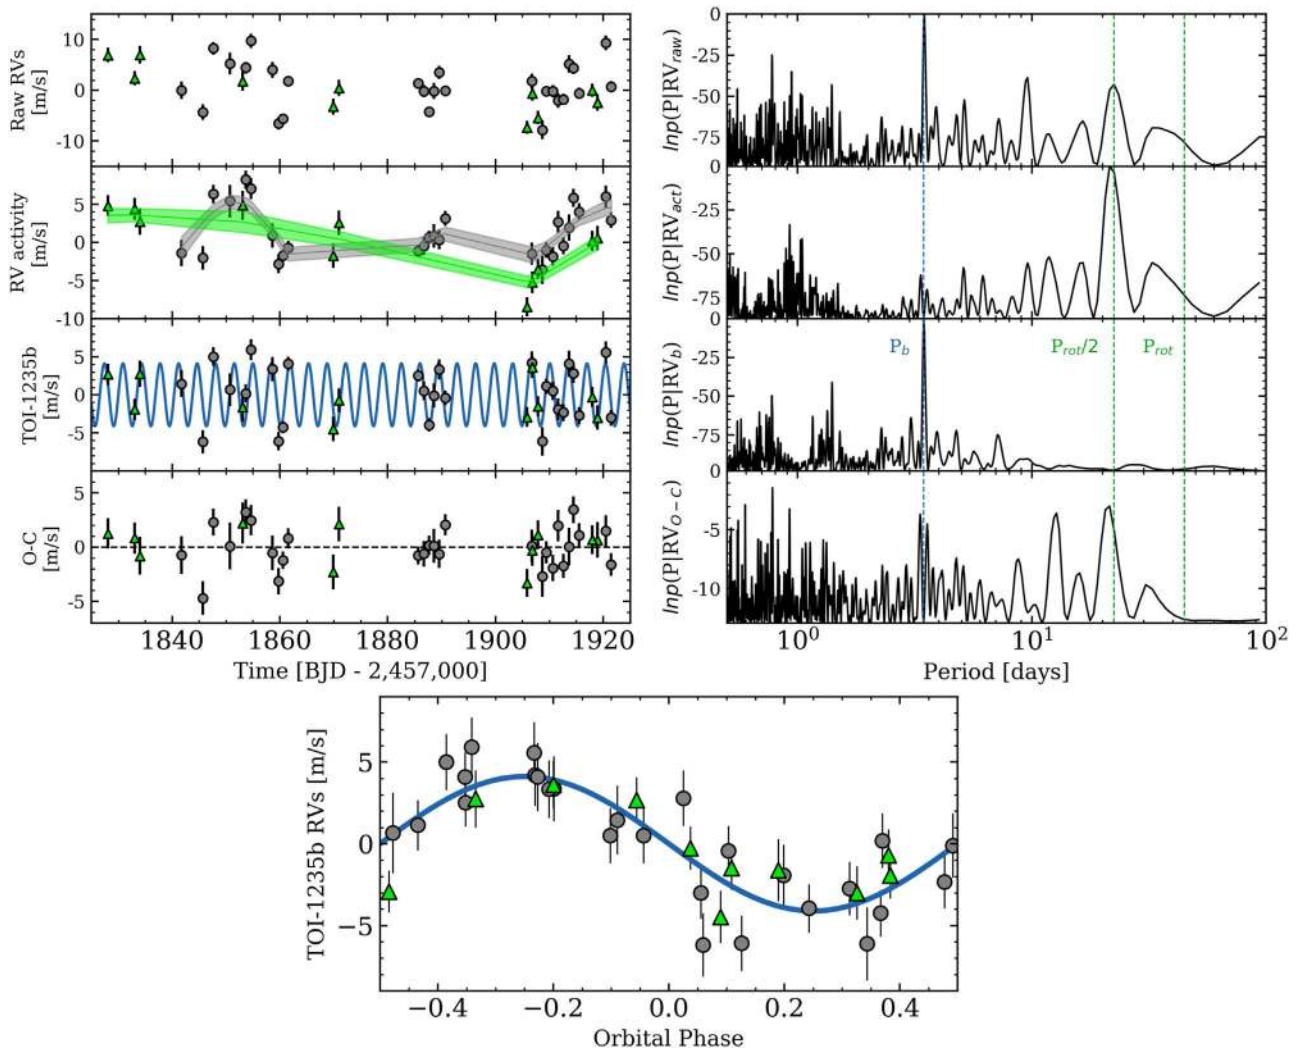 Raw RVs
[m/s]
10
0
-10
RV activity
[m/s]
5
0
-5
-10
TOI-1235b
[m/s]
5
0
-5
O-C
[m/s]
5
0
-5
1840 1860 1880 1900 1920
Time [BJD - 2,457,000]
lnp(P|RV_raw)
0
-25
-50
-75
0
lnp(P|RV_act)
-25
-50
-75
0
lnp(P|RV_b)
-25
-50
-75
0
P_b P_rot/2 P_rot
lnp(P|RV_O−C)
-5
-10
10^0 10^1 10^2
Period [days]
TOI-1235b RVs [m/s]
5
0
−5
−0.4 −0.2 0.0 0.2 0.4
Orbital Phase